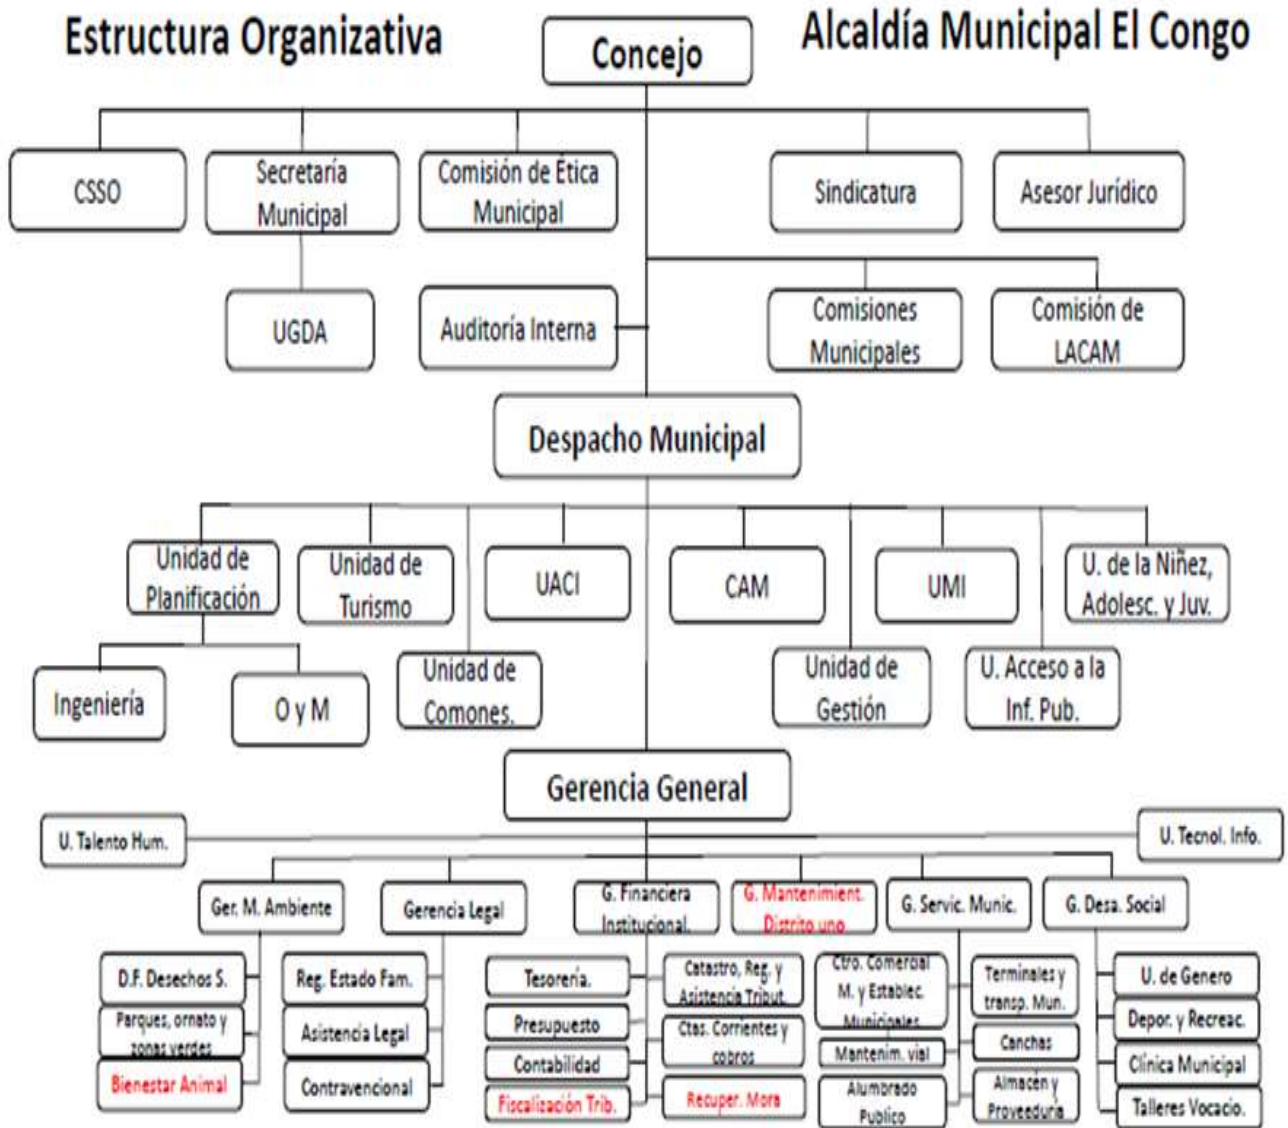 Estructura Organizativa
Alcaldía Municipal El Congo
Concejo
CSSO
Secretaría
Municipal
Comisión de Ética
Municipal
Sindicatura
Asesor Jurídico
UGDA
Auditoría Interna
Comisiones
Municipales
Comisión de
LACAM
Despacho Municipal
Unidad de
Planificación
Unidad de
Turismo
UACI
CAM
UMI
U. de la Niñez,
Adolesc. y Juv.
Ingeniería
O y M
Unidad de
Comones.
Unidad de
Gestión
U. Acceso a la
Inf. Pub.
Gerencia General
U. Talento Hum.
U. Tecnol. Info.
Ger. M. Ambiente
Gerencia Legal
G. Financiera
Institucional.
G. Mantenimient.
Distrito uno
G. Servic. Munic.
G. Desa. Social
D.F. Desechos S.
Parques, ornato y
zonas verdes
Bienestar Animal
Reg. Estado Fam.
Asistencia Legal
Contravencional
Tesorería.
Presupuesto
Contabilidad
Fiscalización Trib.
Catastro, Reg. y
Asistencia Tribut.
Ctas. Corrientes y
cobros
Recuper. Mora
Ctro. Comercial
M. y Establec.
Municipales
Mantenim. vial
Alumbrado
Publico
Terminales y
transp. Mun.
Canchas
Almacén y
Proveeduria
U. de Genero
Depor. y Recreac.
Clínica Municipal
Talleres Vocacio.